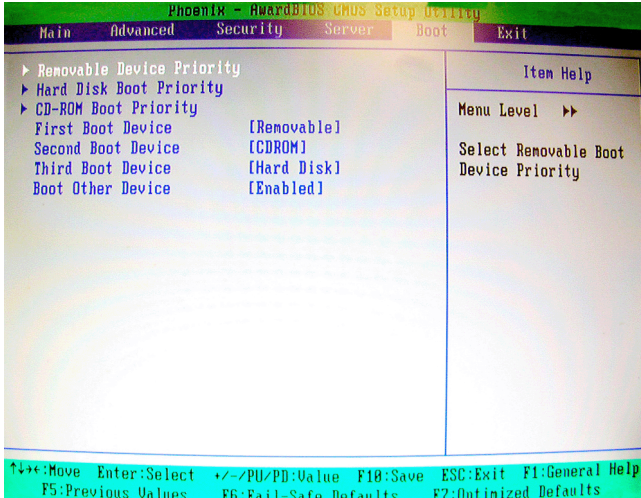 Phoenix - AwardBIOS CMOS Setup Utility
Main Advanced Security Server Boot Exit
▶ Removable Device Priority
▶ Hard Disk Boot Priority
▶ CD-ROM Boot Priority
First Boot Device [Removable]
Second Boot Device [CDROM]
Third Boot Device [Hard Disk]
Boot Other Device [Enabled]
Item Help
Menu Level ▶▶
Select Removable Boot
Device Priority
↑↓→←:Move Enter:Select +/-/PU/PD:Value F10:Save ESC:Exit F1:General Help
F5:Previous Values F6:Fail-Safe Defaults F7:Optimized Defaults